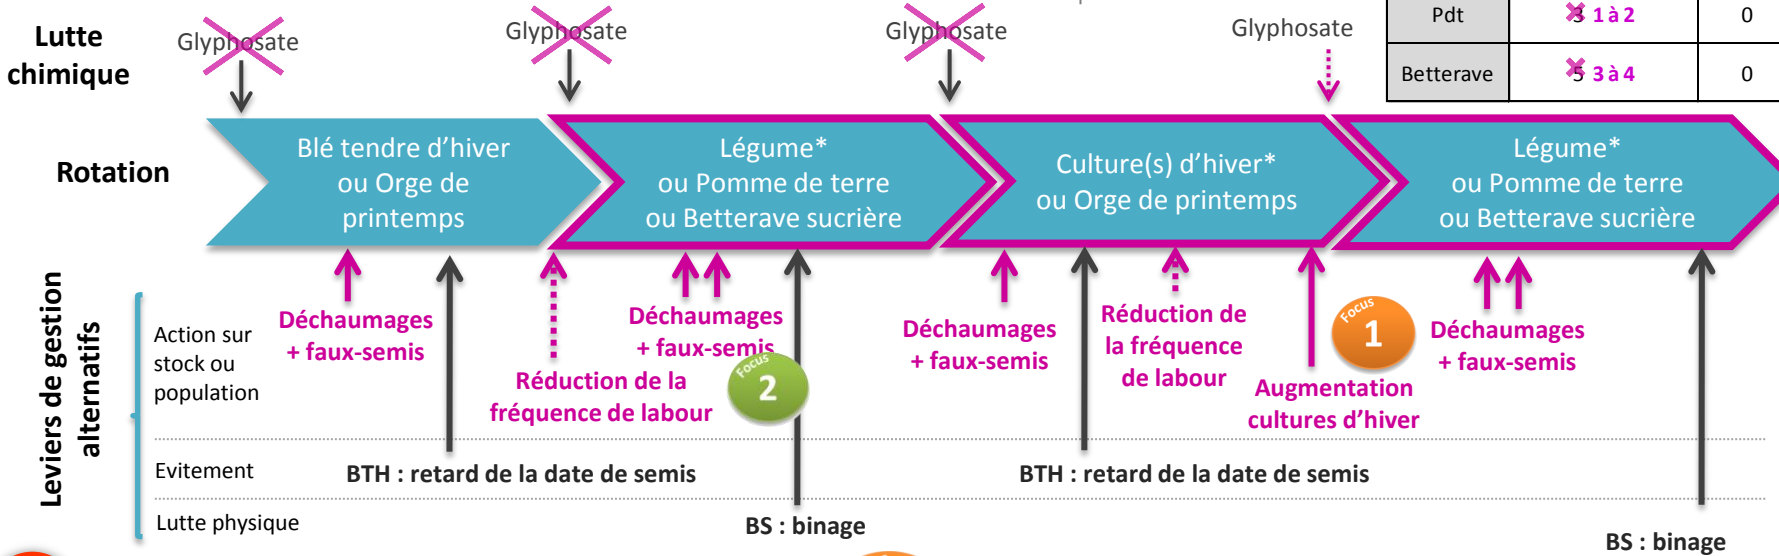 Lutte
chimique
Glyphosate
Glyphosate
Glyphosate
Glyphosate
Pdt
3 1 à 2
0
Betterave
5 3 à 4
0
Rotation
Blé tendre d’hiver
ou Orge de
printemps
Légume*
ou Pomme de terre
ou Betterave sucrière
Culture(s) d’hiver*
ou Orge de printemps
Légume*
ou Pomme de terre
ou Betterave sucrière
Leviers de gestion
alternatifs
Action sur
stock ou
population
Déchaumages
+ faux-semis
Réduction de la
fréquence de labour
Déchaumages
+ faux-semis
Focus
2
Déchaumages
+ faux-semis
Réduction de
la fréquence
de labour
Augmentation
cultures d’hiver
Focus
1
Déchaumages
+ faux-semis
Evitement
BTH : retard de la date de semis
BTH : retard de la date de semis
Lutte physique
BS : binage
BS : binage